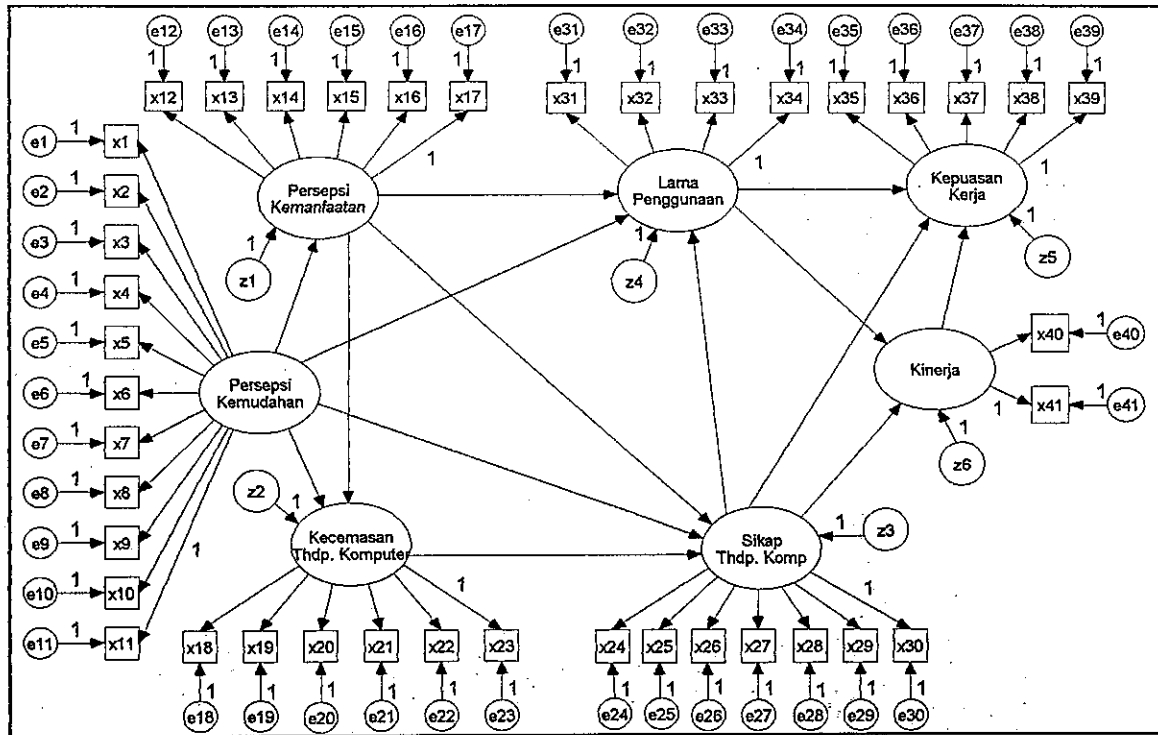 e12 e13 e14 e15 e16 e17 e31 e32 e33 e34 e35 e36 e37 e38 e39
1 1 1 1 1 1 1 1 1 1 1 1 1 1 1
x12 x13 x14 x15 x16 x17 x31 x32 x33 x34 x35 x36 x37 x38 x39
e1 1 x1
1 1 1
e2 1 x2
Persepsi
Kemanfaatan
Lama
Penggunaan
Kepuasan
Kerja
e3 1 x3
1 z1
1 z4
1 z5
e4 1 x4
e5 1 x5
x40 1 e40
e6 1 x6
Persepsi
Kemudahan
Kinerja
1 x41 1 e41
e7 1 x7
1 z6
e8 1 x8
z2 1
e9 1 x9
Kecemasan
Thdp. Komputer
Sikap
Thdp. Komp
1 z3
1
e10 1 x10
1 1
e11 1 x11
x18 x19 x20 x21 x22 x23 x24 x25 x26 x27 x28 x29 x30
1 1 1 1 1 1 1 1 1 1 1 1 1
e18 e19 e20 e21 e22 e23 e24 e25 e26 e27 e28 e29 e30